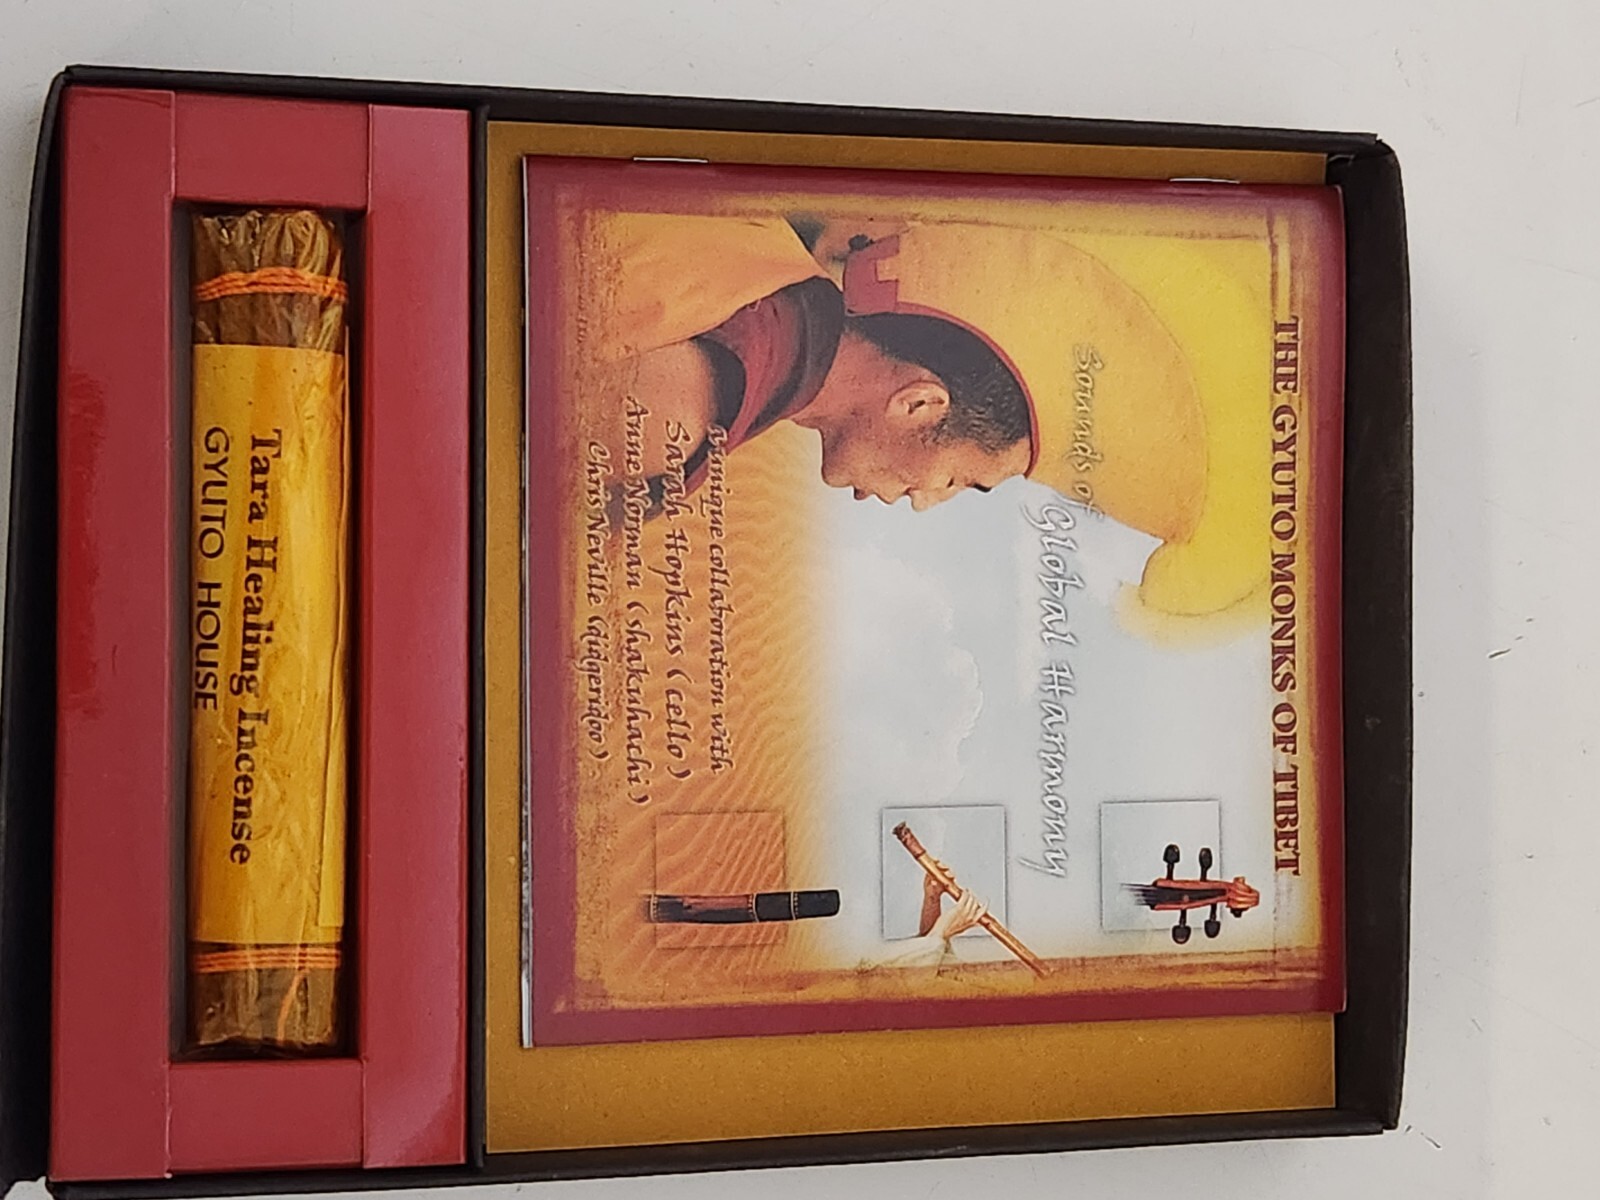 THE GYUTO MONKS OF TIBET
Sounds of
Global Harmony
a unique collaboration with
Sarah Hopkins (cello)
Anne Norman (shakuhachi)
Chris Neville (didgeridoo)
Tara Healing Incense
GYUTO HOUSE